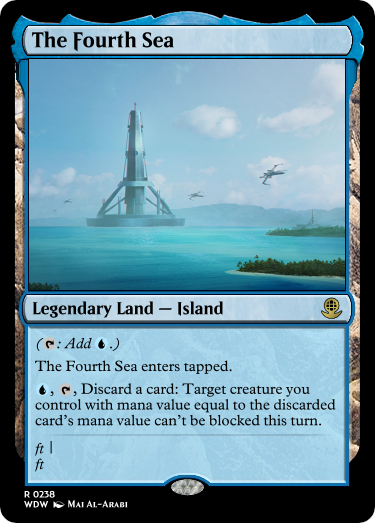 The Fourth Sea
Legendary Land — Island
(: Add .)
The Fourth Sea enters tapped.
, , Discard a card: Target creature you
control with mana value equal to the discarded
card's mana value can't be blocked this turn.
ft |
ft
R 0238
WDW Mai Al-Arabi